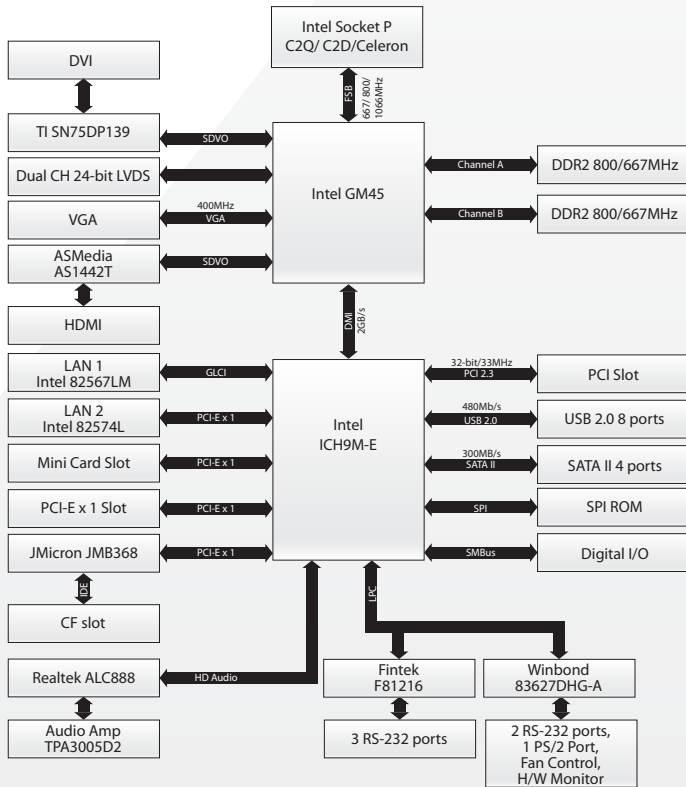 Intel Socket P
C2Q/ C2D/Celeron
FSB
667/ 800/
1066MHz
DVI
TI SN75DP139
SDVO
Dual CH 24-bit LVDS
VGA
400MHz
VGA
ASMedia
AS1442T
SDVO
HDMI
Intel GM45
Channel A
DDR2 800/667MHz
Channel B
DDR2 800/667MHz
DMI
2GB/s
LAN 1
Intel 82567LM
GLCI
LAN 2
Intel 82574L
PCI-E x 1
Mini Card Slot
PCI-E x 1
PCI-E x 1 Slot
PCI-E x 1
JMicron JMB368
PCI-E x 1
IDE
CF slot
Intel
ICH9M-E
32-bit/33MHz
PCI 2.3
PCI Slot
480Mb/s
USB 2.0
USB 2.0 8 ports
300MB/s
SATA II
SATA II 4 ports
SPI
SPI ROM
SMBus
Digital I/O
LPC
Realtek ALC888
HD Audio
Audio Amp
TPA3005D2
Fintek
F81216
3 RS-232 ports
Winbond
83627DHG-A
2 RS-232 ports,
1 PS/2 Port,
Fan Control,
H/W Monitor